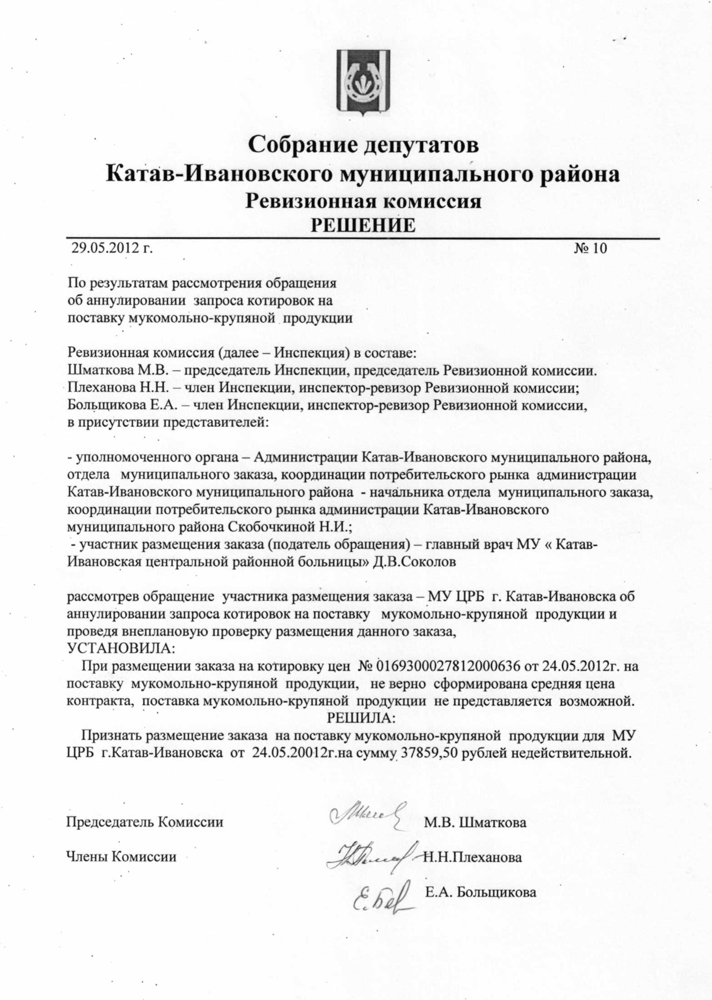 Собрание депутатов
Катав-Ивановского муниципального района
Ревизионная комиссия
РЕШЕНИЕ
29.05.2012 г. № 10
По результатам рассмотрения обращения
об аннулировании запроса котировок на
поставку мукомольно-крупяной продукции
Ревизионная комиссия (далее – Инспекция) в составе:
Шматкова М.В. – председатель Инспекции, председатель Ревизионной комиссии.
Плеханова Н.Н. – член Инспекции, инспектор-ревизор Ревизионной комиссии;
Больщикова Е.А. – член Инспекции, инспектор-ревизор Ревизионной комиссии,
в присутствии представителей:
- уполномоченного органа – Администрации Катав-Ивановского муниципального района,
отдела муниципального заказа, координации потребительского рынка администрации
Катав-Ивановского муниципального района - начальника отдела муниципального заказа,
координации потребительского рынка администрации Катав-Ивановского
муниципального района Скобочкиной Н.И.;
- участник размещения заказа (податель обращения) – главный врач МУ « Катав-
Ивановская центральной районной больницы» Д.В.Соколов
рассмотрев обращение участника размещения заказа – МУ ЦРБ г. Катав-Ивановска об
аннулировании запроса котировок на поставку мукомольно-крупяной продукции и
проведя внеплановую проверку размещения данного заказа,
УСТАНОВИЛА:
При размещении заказа на котировку цен № 0169300027812000636 от 24.05.2012г. на
поставку мукомольно-крупяной продукции, не верно сформирована средняя цена
контракта, поставка мукомольно-крупяной продукции не представляется возможной.
РЕШИЛА:
Признать размещение заказа на поставку мукомольно-крупяной продукции для МУ
ЦРБ г.Катав-Ивановска от 24.05.20012г.на сумму 37859,50 рублей недействительной.
Председатель Комиссии М.В. Шматкова
Члены Комиссии Н.Н.Плеханова
Е.А. Больщикова